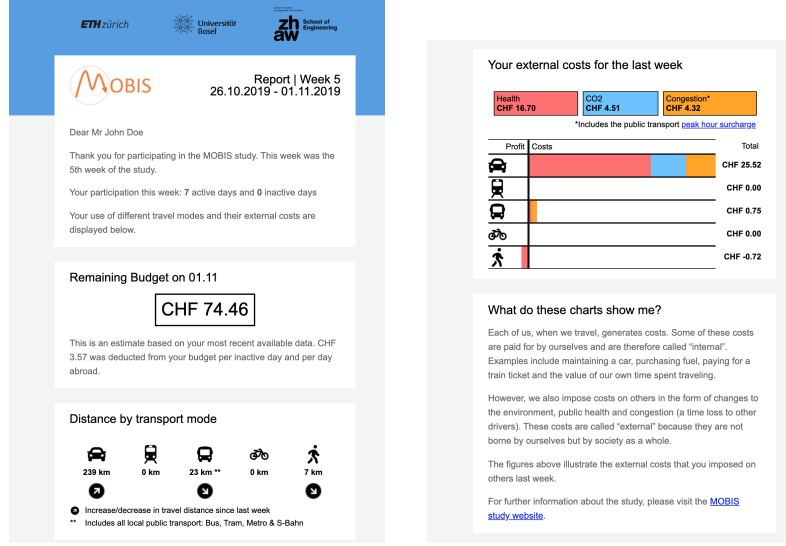 ETH zürich
Universität
Basel
zh
aw
School of
Engineering
MOBIS
Report | Week 5
26.10.2019 - 01.11.2019
Dear Mr John Doe
Thank you for participating in the MOBIS study. This week was the
5th week of the study.
Your participation this week: 7 active days and 0 inactive days
Your use of different travel modes and their external costs are
displayed below.
Remaining Budget on 01.11
CHF 74.46
This is an estimate based on your most recent available data. CHF
3.57 was deducted from your budget per inactive day and per day
abroad.
Distance by transport mode
239 km 0 km 23 km ** 0 km 7 km
Increase/decrease in travel distance since last week
** Includes all local public transport: Bus, Tram, Metro & S-Bahn
Your external costs for the last week
Health CO2 Congestion*
CHF 16.70 CHF 4.51 CHF 4.32
*Includes the public transport peak hour surcharge
Profit Costs Total
CHF 25.52
CHF 0.00
CHF 0.75
CHF 0.00
CHF -0.72
What do these charts show me?
Each of us, when we travel, generates costs. Some of these costs
are paid for by ourselves and are therefore called “internal”.
Examples include maintaining a car, purchasing fuel, paying for a
train ticket and the value of our own time spent traveling.
However, we also impose costs on others in the form of changes to
the environment, public health and congestion (a time loss to other
drivers). These costs are called “external” because they are not
borne by ourselves but by society as a whole.
The figures above illustrate the external costs that you imposed on
others last week.
For further information about the study, please visit the MOBIS
study website.